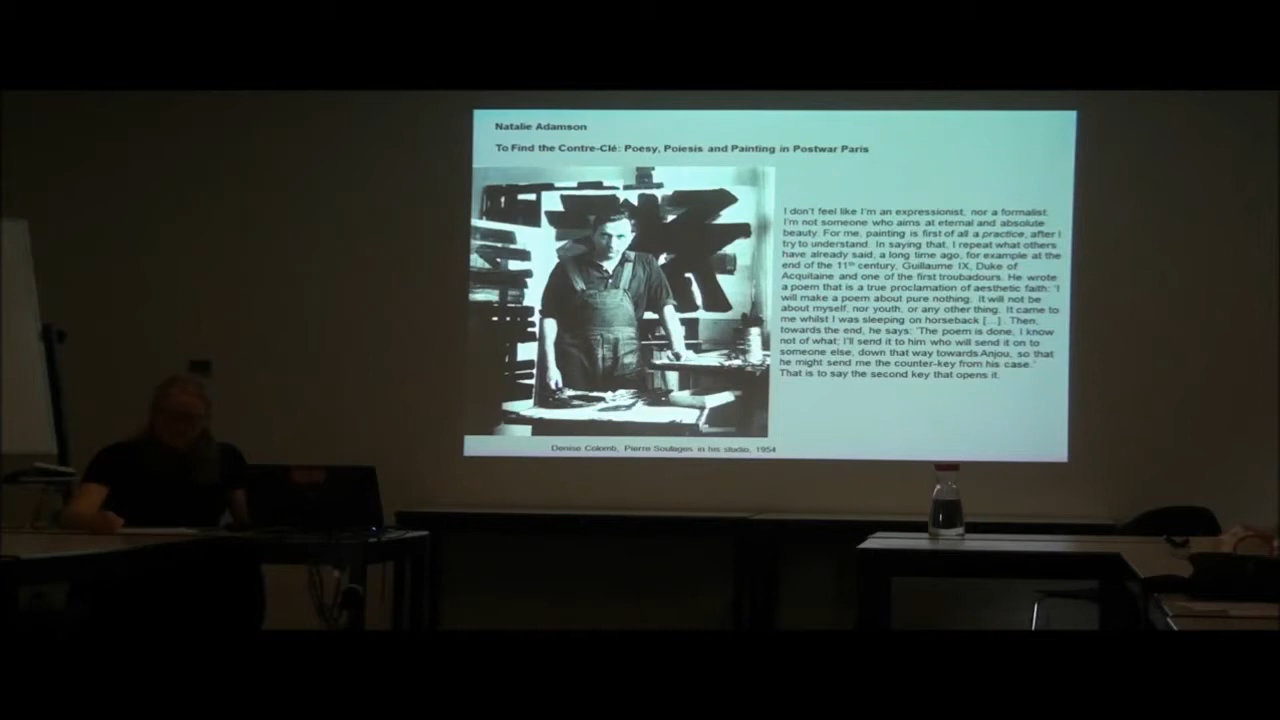 Natalie Adamson
To Find the Contre-Clé: Poesy, Poiesis and Painting in Postwar Paris
I don't feel like I'm an expressionist, nor a formalist.
I'm not someone who aims at eternal and absolute
beauty. For me, painting is first of all a practice, after I
try to understand. In saying that, I repeat what others
have already said, a long time ago, for example at the
end of the 11th century, Guillaume IX, Duke of
Acquitaine and one of the first troubadours. He wrote
a poem that is a true proclamation of aesthetic faith: 'I
will make a poem about pure nothing. It will not be
about myself, nor youth, or any other thing. It came to
me whilst I was sleeping on horseback [...]. Then,
towards the end, he says: 'The poem is done, I know
not of what; I'll send it to him who will send it on to
someone else, down that way towards Anjou, so that
he might send me the counter-key from his case.'
That is to say the second key that opens it.
Denise Colomb, Pierre Soulages in his studio, 1954